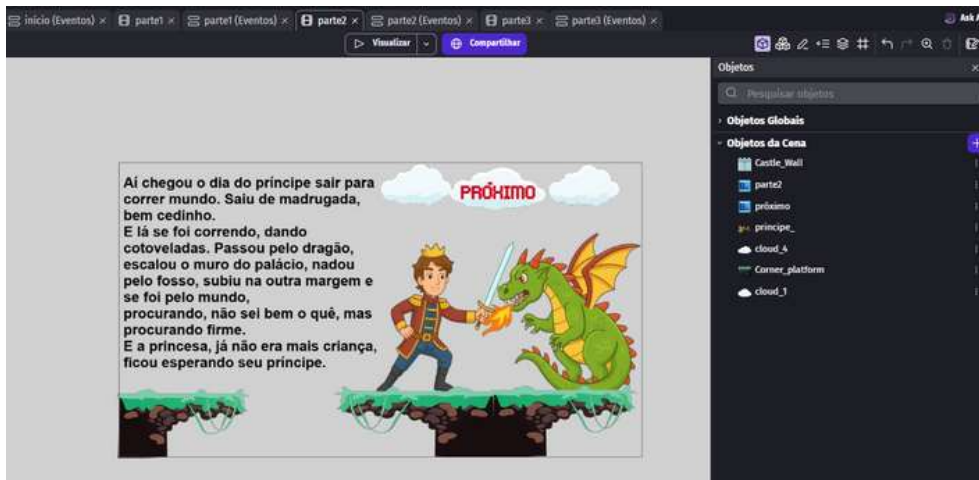 início (Eventos) ×
parte1 ×
parte1 (Eventos) ×
parte2 ×
parte2 (Eventos) ×
parte3 ×
parte3 (Eventos) ×
Ask
Visualizar
Compartilhar
Objetos ×
Pesquisar objetos
Objetos Globais
Objetos da Cena
Castle_Wall
parte2
próximo
principe_
cloud_4
Corner_platform
cloud_1
Aí chegou o dia do príncipe sair para
correr mundo. Saiu de madrugada,
bem cedinho.
E lá se foi correndo, dando
cotoveladas. Passou pelo dragão,
escalou o muro do palácio, nadou
pelo fosso, subiu na outra margem e
se foi pelo mundo,
procurando, não sei bem o quê, mas
procurando firme.
E a princesa, já não era mais criança,
ficou esperando seu príncipe.
PRÓXIMO